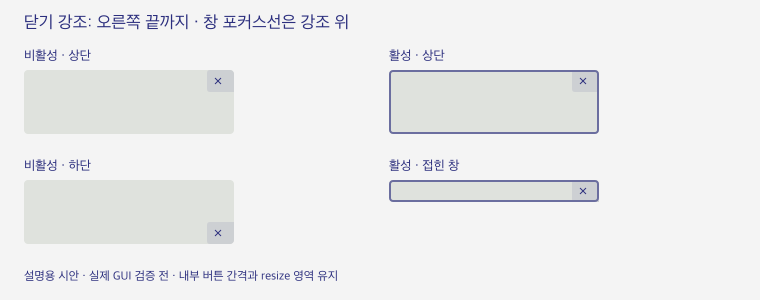 닫기 강조: 오른쪽 끝까지 · 창 포커스선은 강조 위
비활성 · 상단
활성 · 상단
×
×
비활성 · 하단
활성 · 접힌 창
×
×
설명용 시안 · 실제 GUI 검증 전 · 내부 버튼 간격과 resize 영역 유지